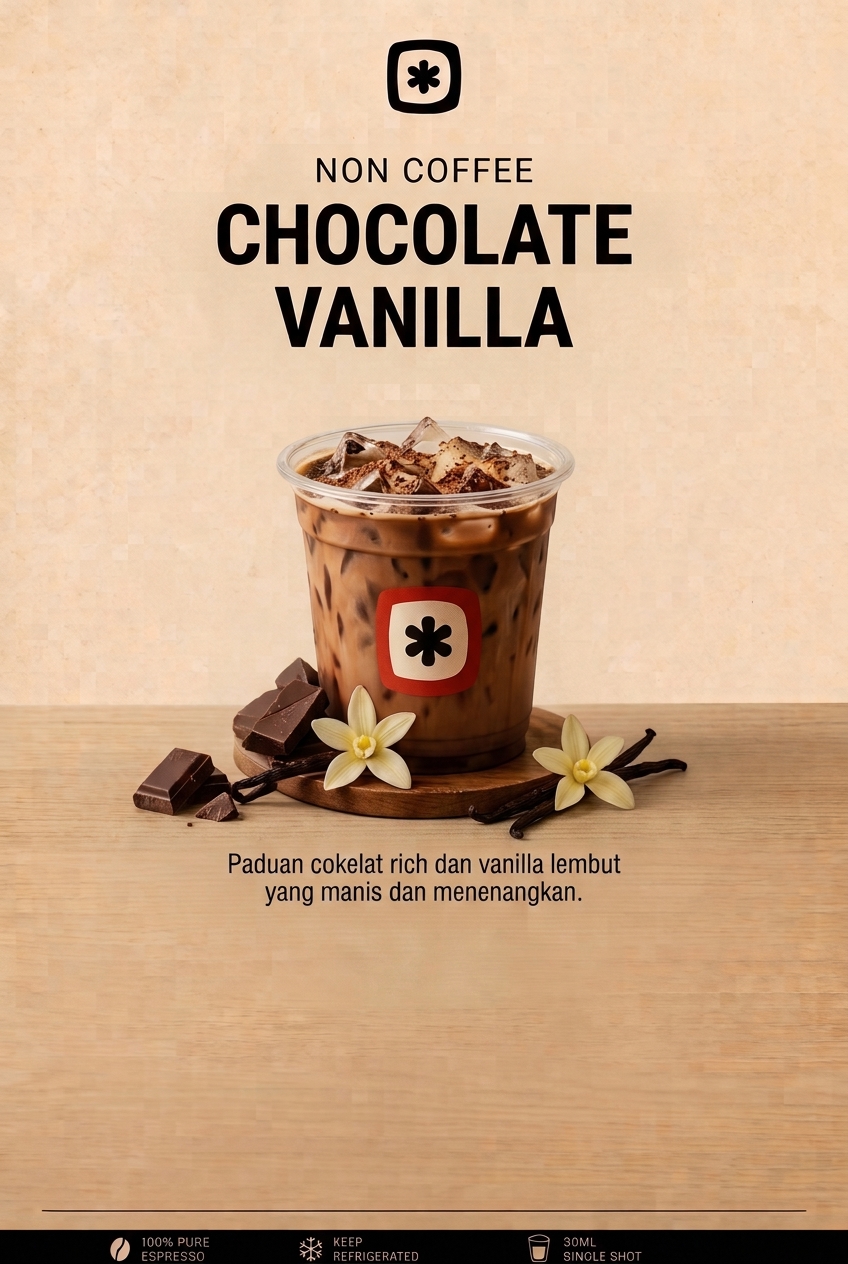 NON COFFEE
CHOCOLATE
VANILLA
Paduan cokelat rich dan vanilla lembut
yang manis dan menenangkan.
100% PURE
ESPRESSO
KEEP
REFRIGERATED
30ML
SINGLE SHOT